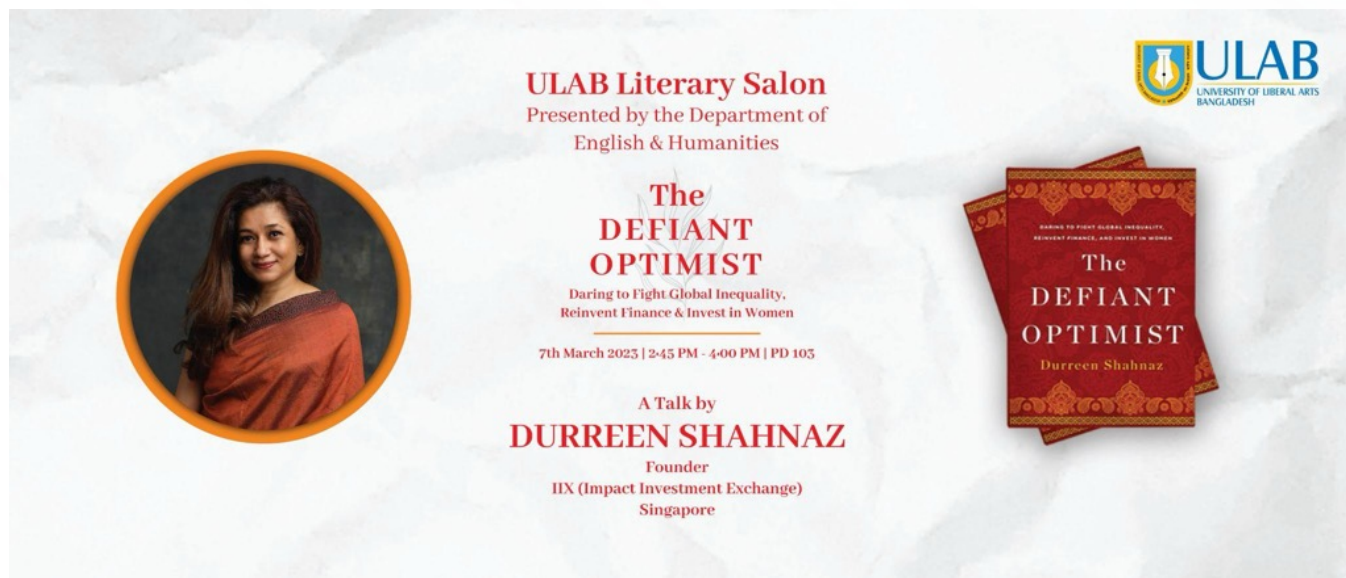 ULAB Literary Salon
Presented by the Department of
English & Humanities
The
DEFIANT
OPTIMIST
Daring to Fight Global Inequality,
Reinvent Finance & Invest in Women
7th March 2023 | 2:45 PM - 4:00 PM | PD 103
A Talk by
DURREEN SHAHNAZ
Founder
IIX (Impact Investment Exchange)
Singapore
ULAB
UNIVERSITY OF LIBERAL ARTS
BANGLADESH
DARING TO FIGHT GLOBAL INEQUALITY,
REINVENT FINANCE, AND INVEST IN WOMEN
The
DEFIANT
OPTIMIST
Durreen Shahnaz